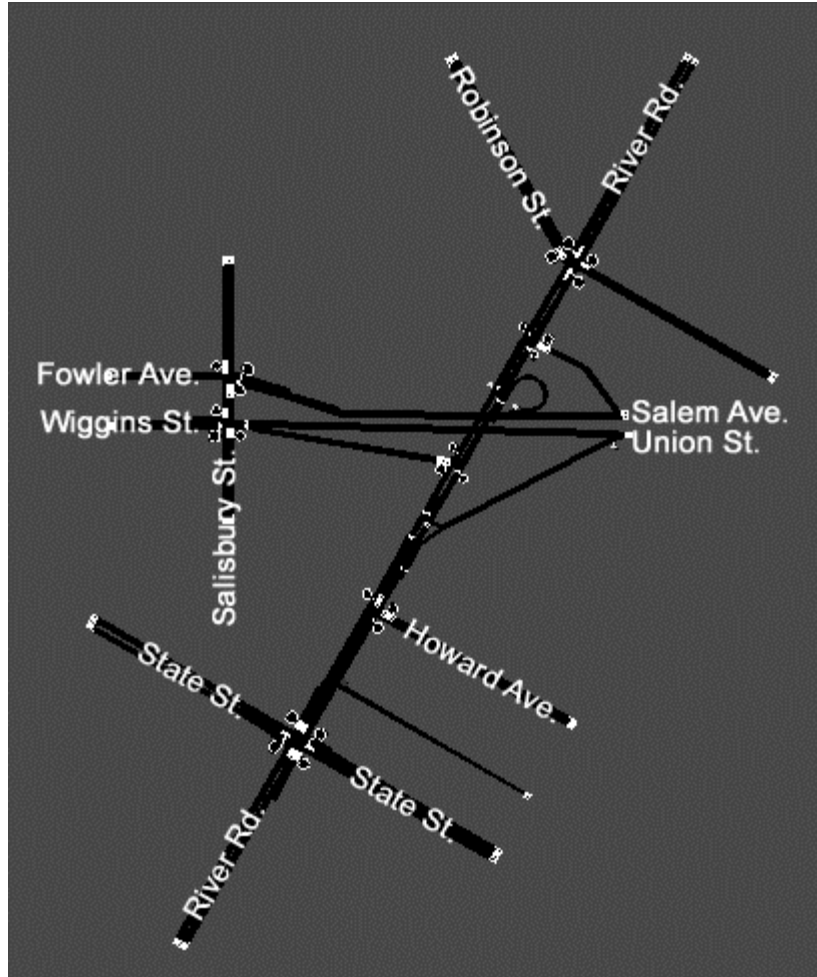 Robinson St.
River Rd.
Fowler Ave.
Wiggins St.
Salem Ave.
Union St.
Salisbury St.
Howard Ave.
State St.
State St.
River Rd.